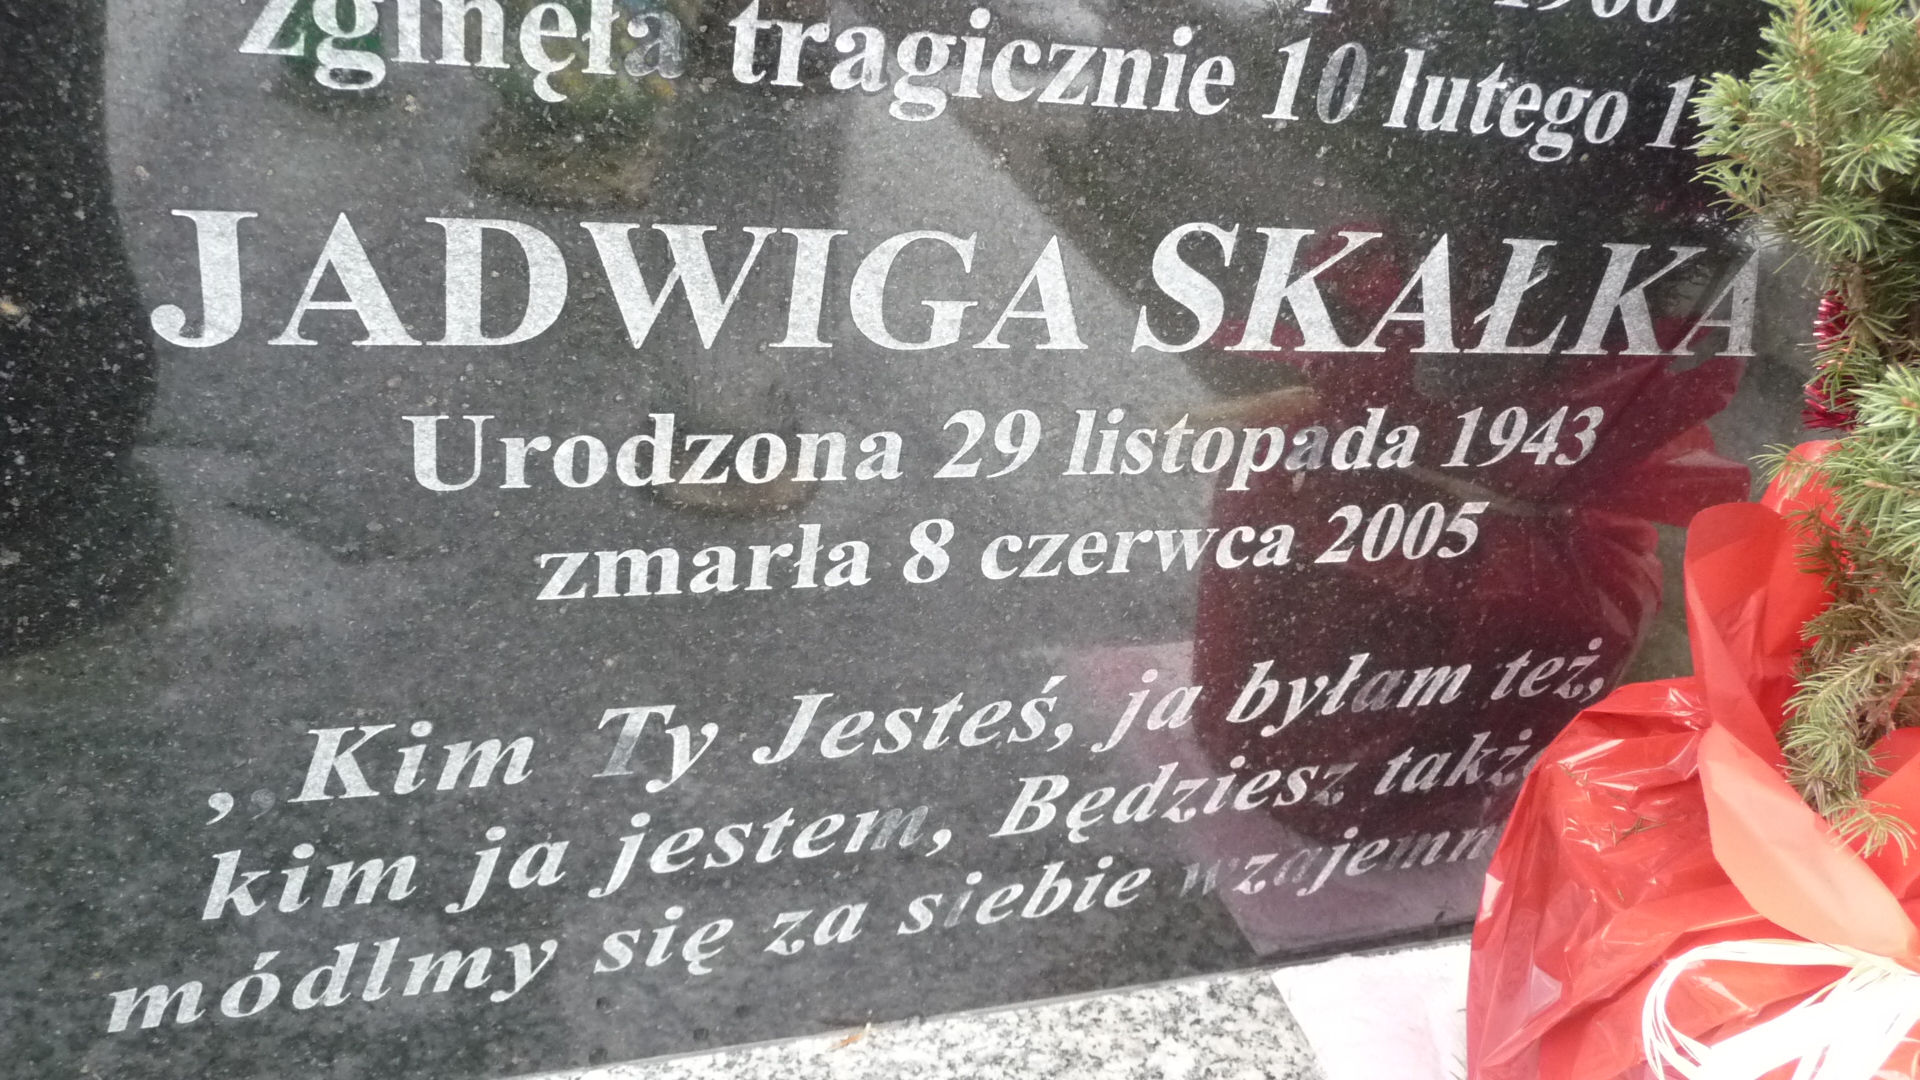 1966
zginęła tragicznie 10 lutego
JADWIGA SKAŁKA
Urodzona 29 listopada 1943
zmarła 8 czerwca 2005
,,Kim Ty Jesteś, ja byłam też,
kim ja jestem, Będziesz także
módlmy się za siebie